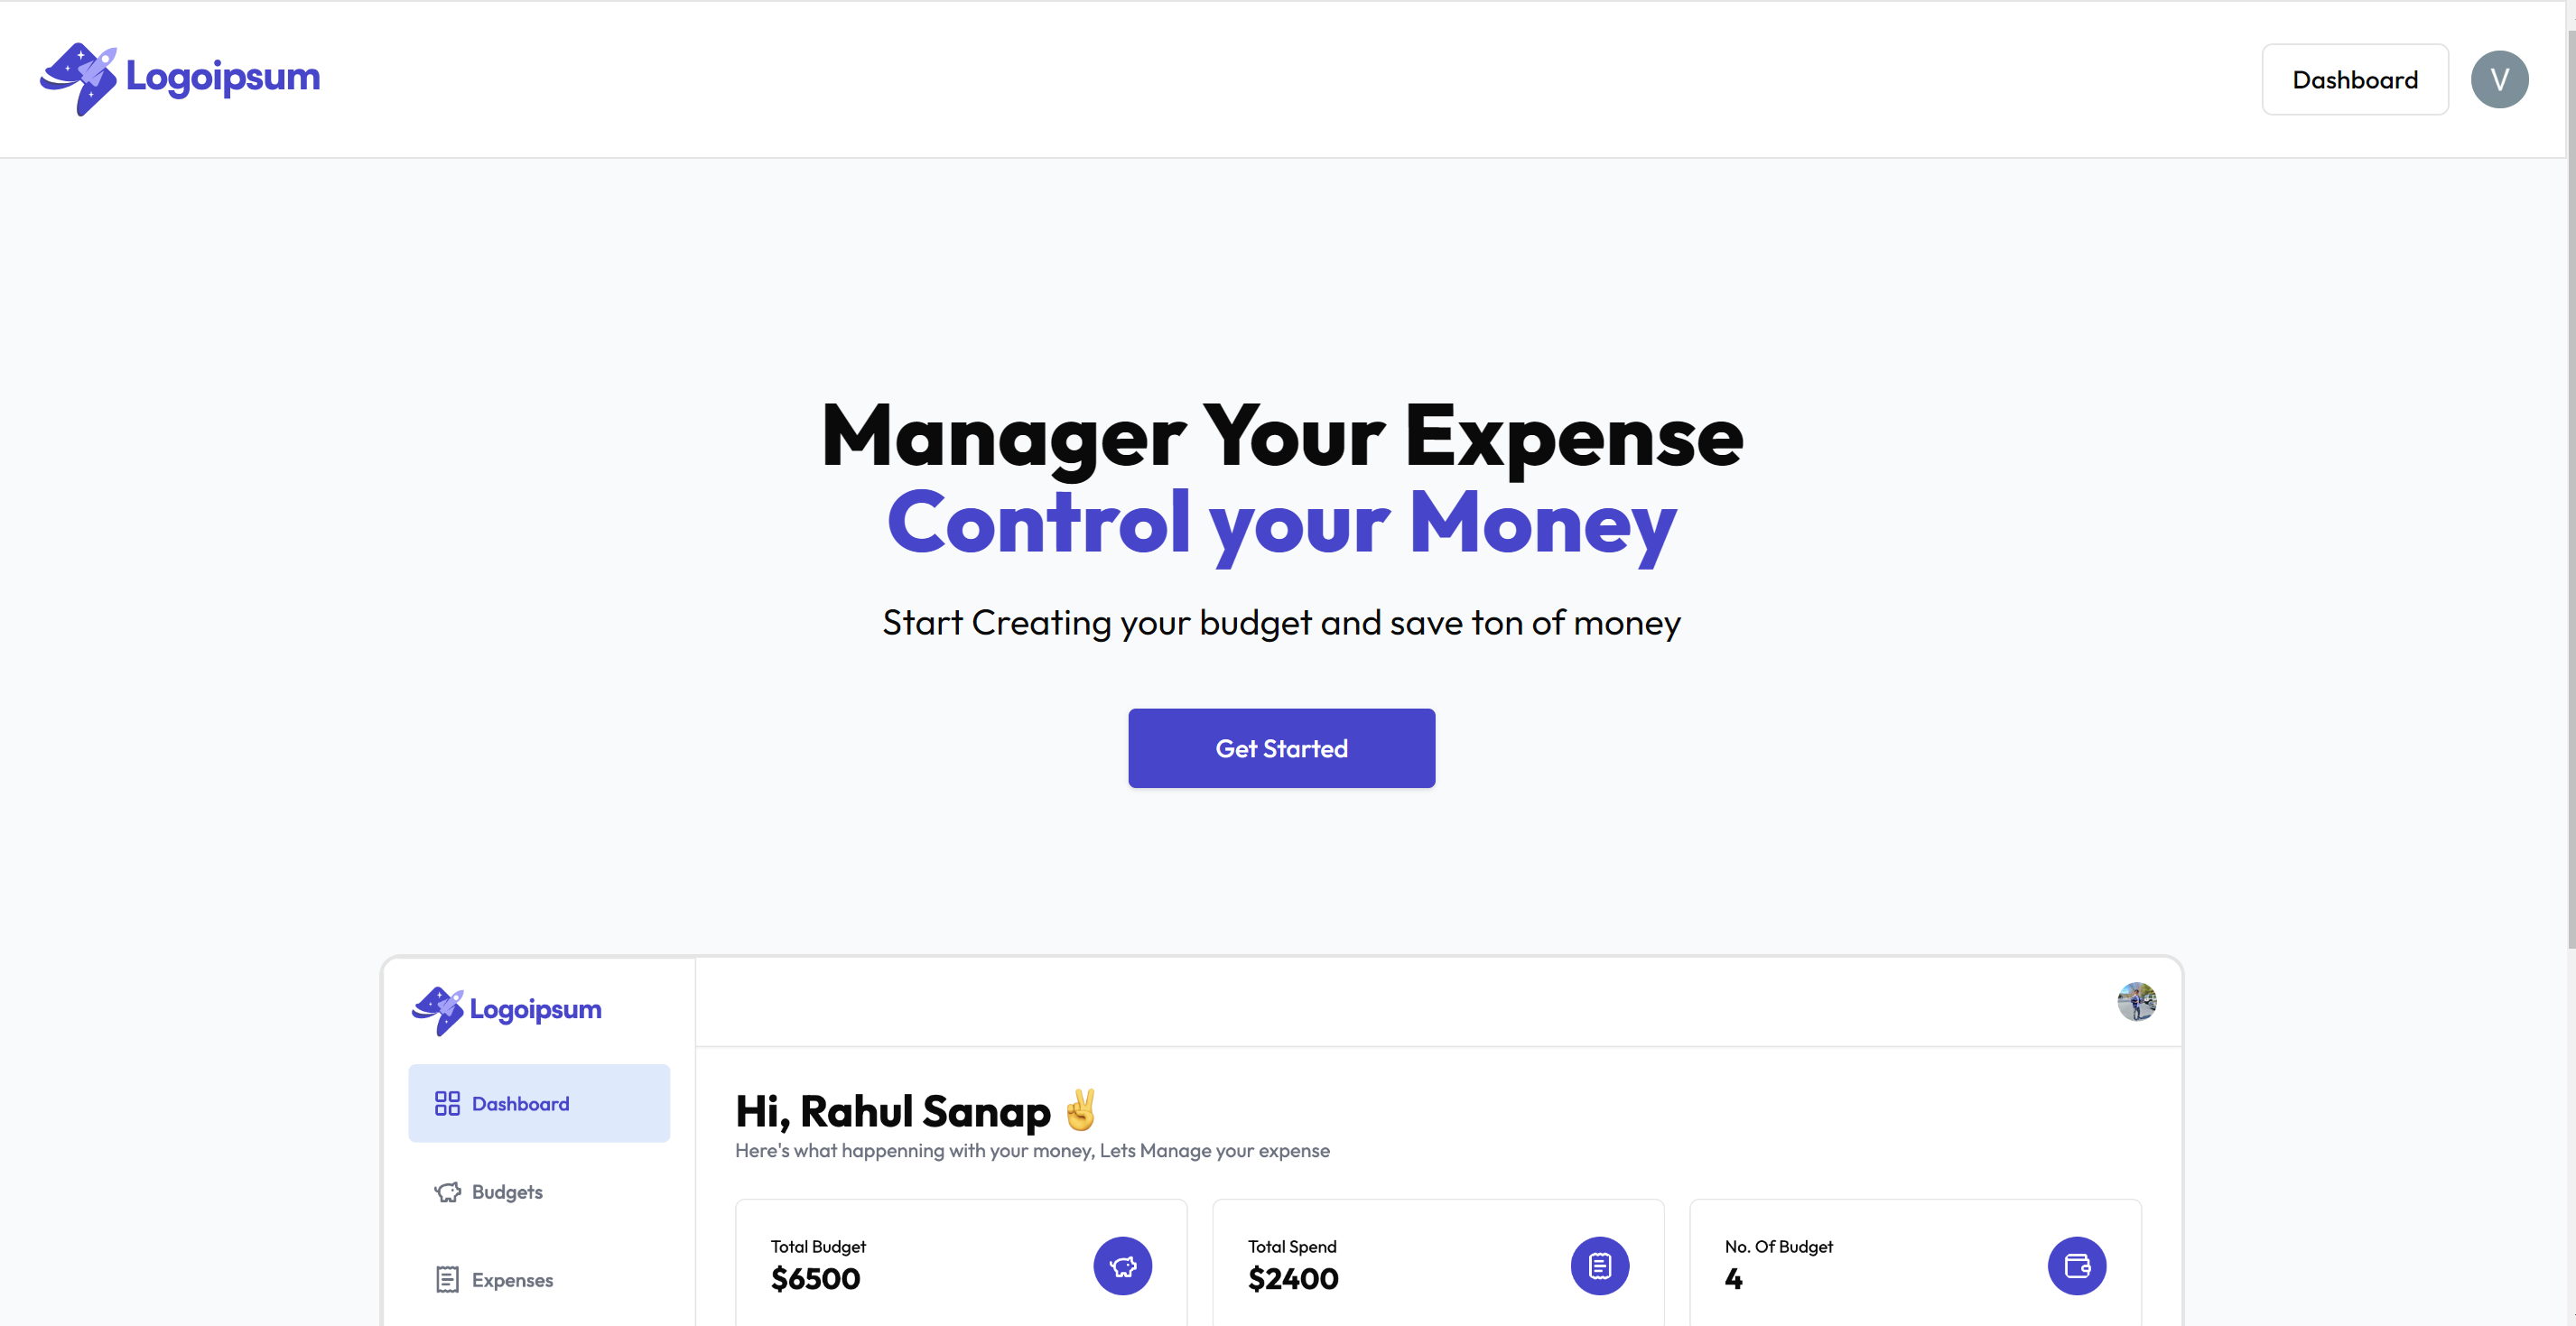 Logoipsum
Dashboard
V
Manager Your Expense
Control your Money
Start Creating your budget and save ton of money
Get Started
Logoipsum
Dashboard
Budgets
Expenses
Hi, Rahul Sanap ✌️
Here's what happenning with your money, Lets Manage your expense
Total Budget
$6500
Total Spend
$2400
No. Of Budget
4